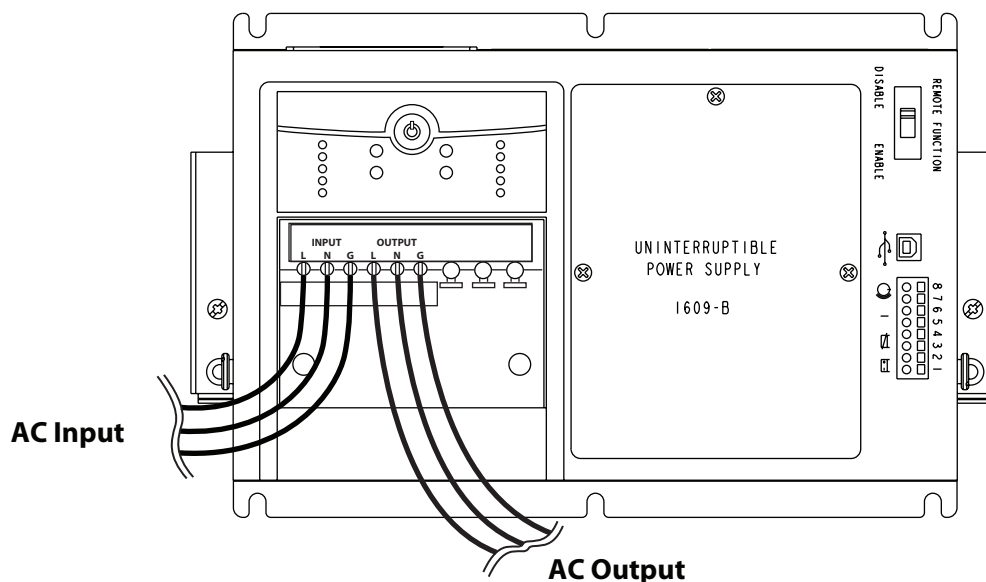 DISABLE
ENABLE
REMOTE FUNCTION
INPUT OUTPUT
L N G L N G
UNINTERRUPTIBLE
POWER SUPPLY
1609-B
8 7 6 5 4 3 2 1
AC Input
AC Output